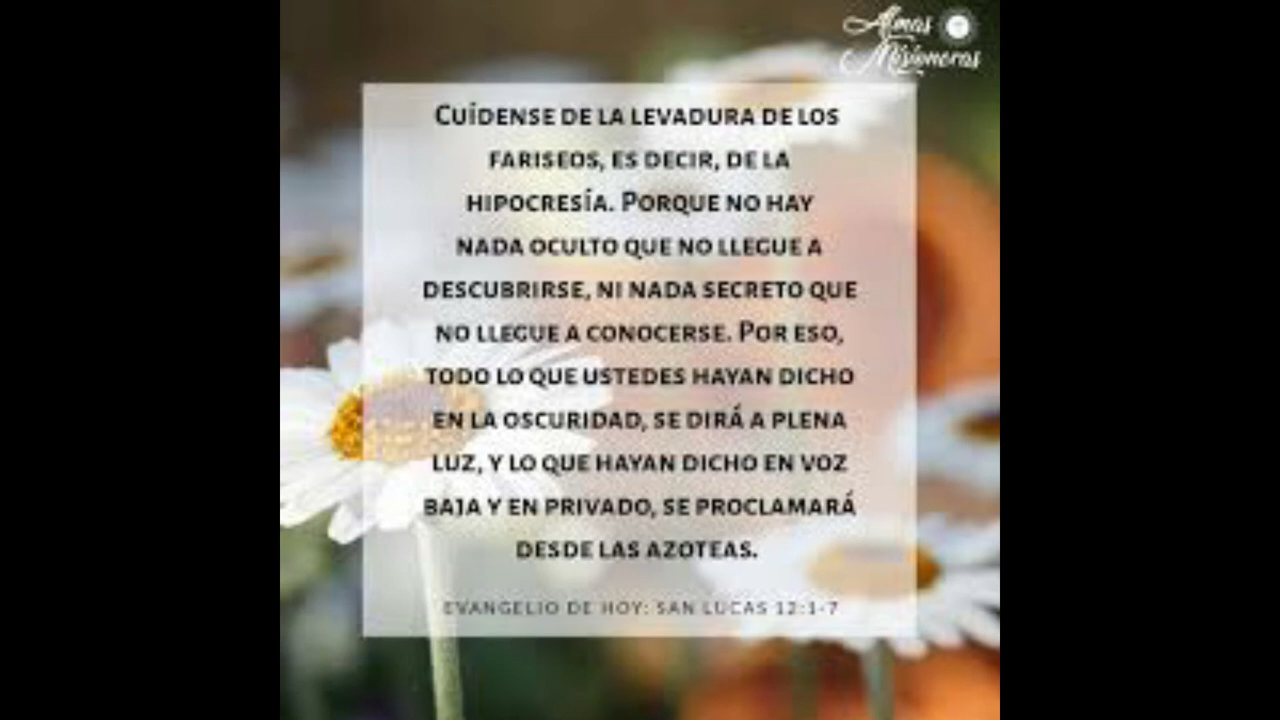 Almas
Misioneras
Cuídense de la levadura de los
fariseos, es decir, de la
hipocresía. Porque no hay
nada oculto que no llegue a
descubrirse, ni nada secreto que
no llegue a conocerse. Por eso,
todo lo que ustedes hayan dicho
en la oscuridad, se dirá a plena
luz, y lo que hayan dicho en voz
baja y en privado, se proclamará
desde las azoteas.
EVANGELIO DE HOY: SAN LUCAS 12:1-7